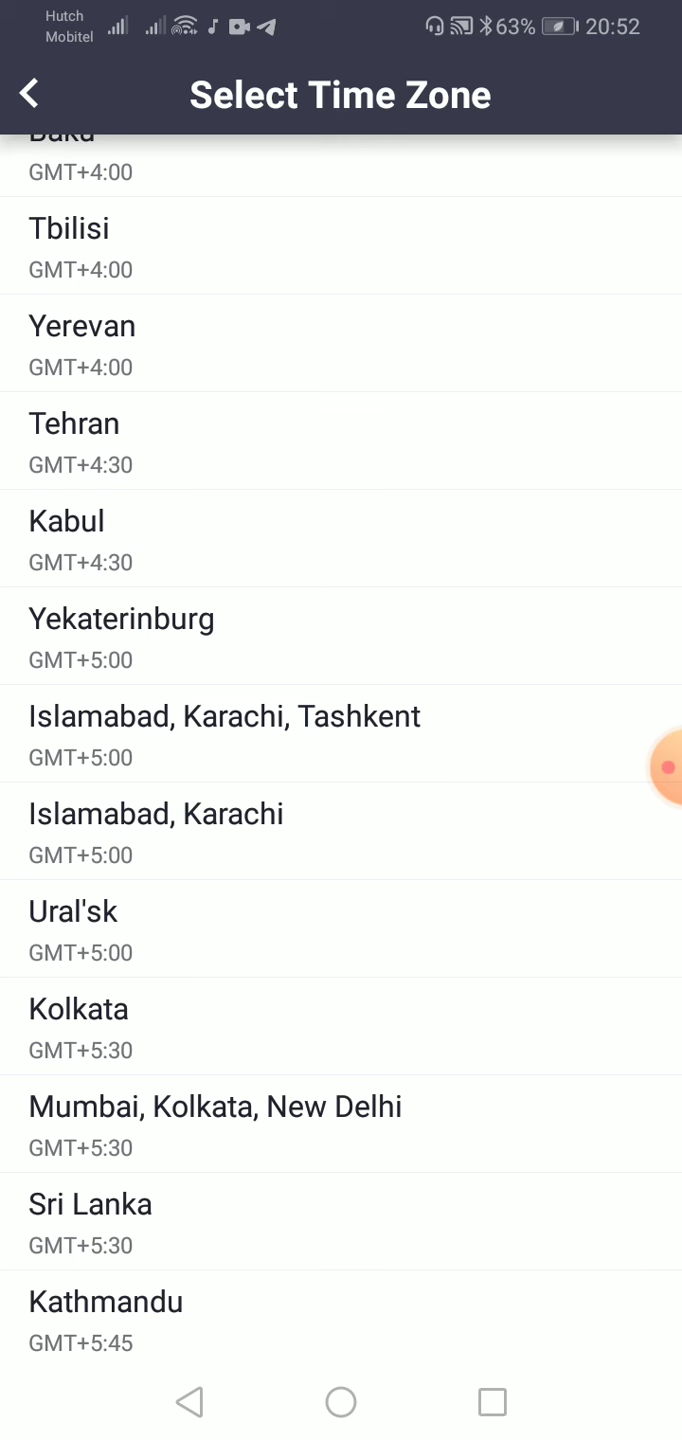 Hutch
Mobitel
63%
20:52
Select Time Zone
Baku
GMT+4:00
Tbilisi
GMT+4:00
Yerevan
GMT+4:00
Tehran
GMT+4:30
Kabul
GMT+4:30
Yekaterinburg
GMT+5:00
Islamabad, Karachi, Tashkent
GMT+5:00
Islamabad, Karachi
GMT+5:00
Ural'sk
GMT+5:00
Kolkata
GMT+5:30
Mumbai, Kolkata, New Delhi
GMT+5:30
Sri Lanka
GMT+5:30
Kathmandu
GMT+5:45